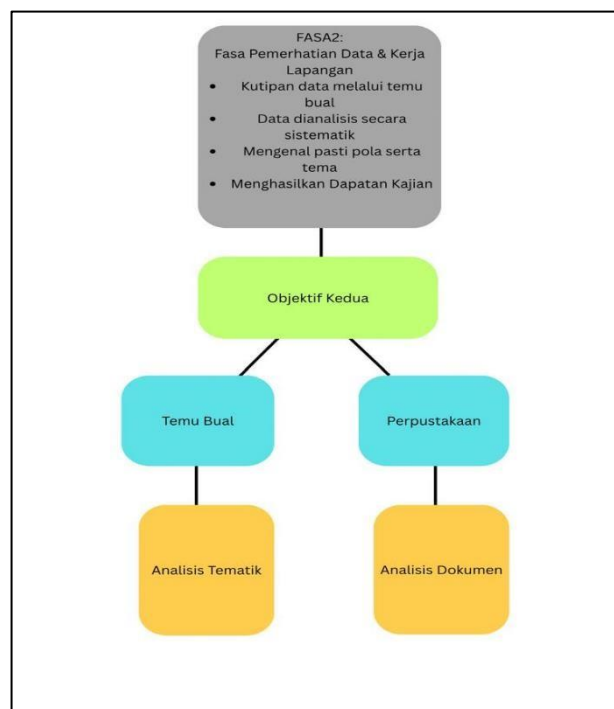 FASA2:
Fasa Pemerhatian Data & Kerja
Lapangan
• Kutipan data melalui temu
bual
• Data dianalisis secara
sistematik
• Mengenal pasti pola serta
tema
• Menghasilkan Dapatan Kajian
Objektif Kedua
Temu Bual
Perpustakaan
Analisis Tematik
Analisis Dokumen